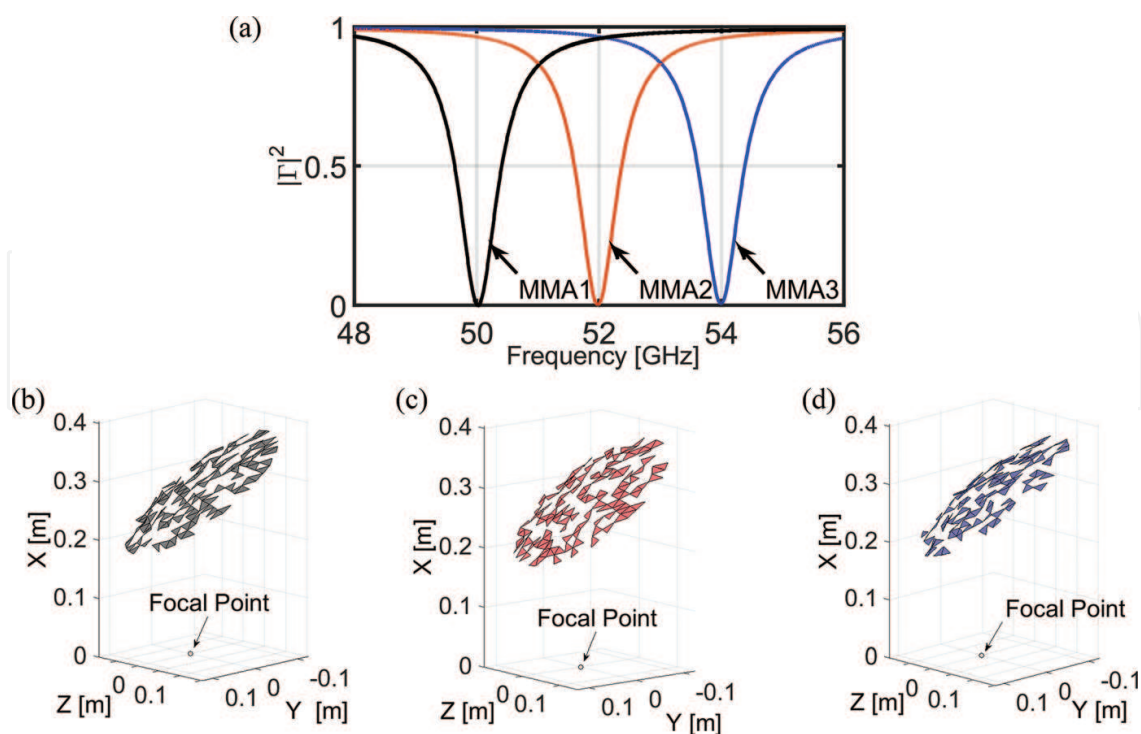 (a)
1
0.5
0
|Γ|²
MMA1
MMA2
MMA3
48
50
52
54
56
Frequency [GHz]
(b)
0.4
0.3
0.2
0.1
0
X [m]
Focal Point
0
0.1
Z [m]
0.1
0
-0.1
Y [m]
(c)
0.4
0.3
0.2
0.1
0
X [m]
Focal Point
0
0.1
Z [m]
0.1
0
-0.1
Y [m]
(d)
0.4
0.3
0.2
0.1
0
X [m]
Focal Point
0
0.1
Z [m]
0.1
0
-0.1
Y [m]